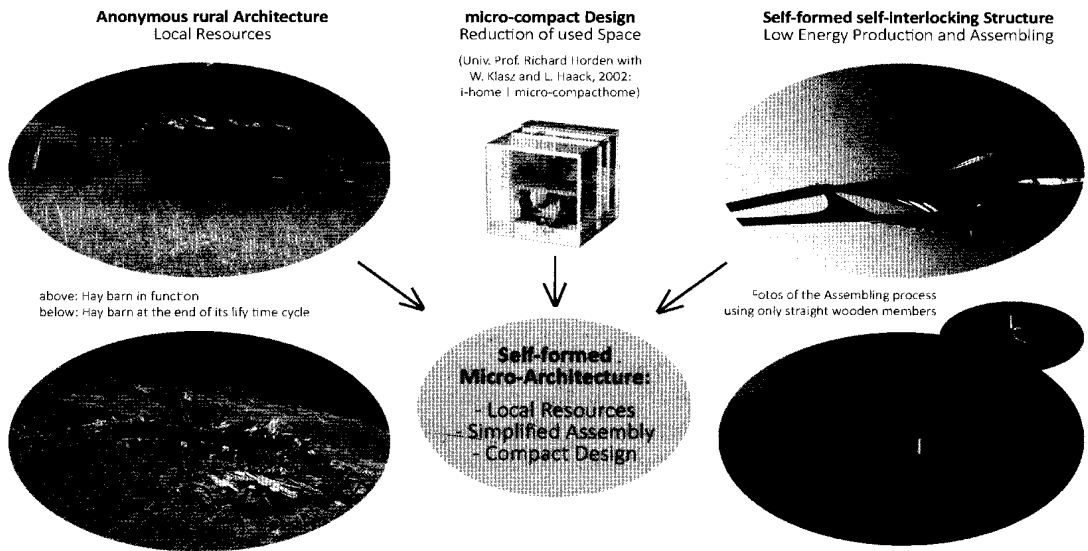 Anonymous rural Architecture
Local Resources
above: Hay barn in function
below: Hay barn at the end of its lify time cycle
micro-compact Design
Reduction of used Space
(Univ. Prof. Richard Horden with
W. Klasz and L. Haack, 2002:
i-home | micro-compacthome)
Self-formed self-interlocking Structure
Low Energy Production and Assembling
Fotos of the Assembling process
using only straight wooden members
Self-formed
Micro-Architecture:
- Local Resources
- Simplified Assembly
- Compact Design